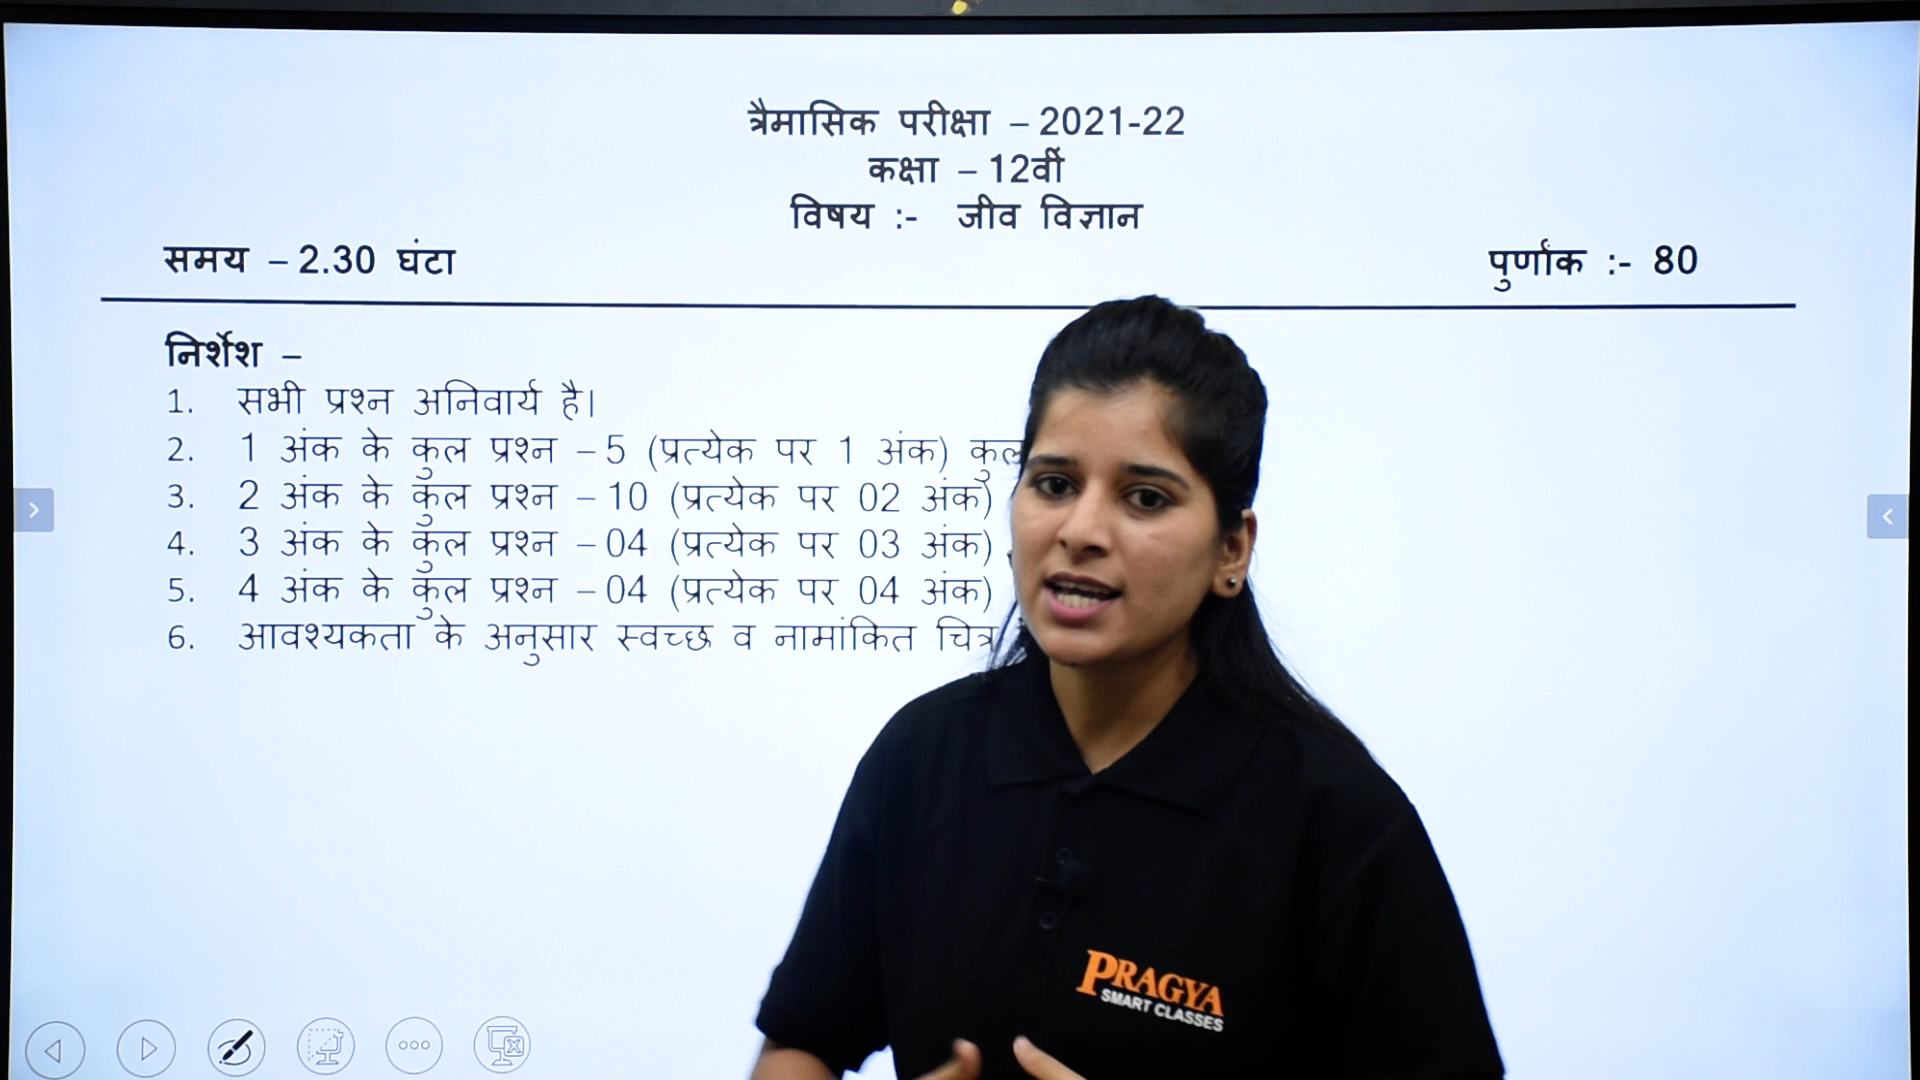 त्रैमासिक परीक्षा – 2021-22
कक्षा – 12वीं
विषय :- जीव विज्ञान
समय – 2.30 घंटा पुर्णांक :- 80
निर्शेश –
1. सभी प्रश्न अनिवार्य है।
2. 1 अंक के कुल प्रश्न – 5 (प्रत्येक पर 1 अंक) कुल
3. 2 अंक के कुल प्रश्न – 10 (प्रत्येक पर 02 अंक)
4. 3 अंक के कुल प्रश्न – 04 (प्रत्येक पर 03 अंक)
5. 4 अंक के कुल प्रश्न – 04 (प्रत्येक पर 04 अंक)
6. आवश्यकता के अनुसार स्वच्छ व नामांकित चित्र
PRAGYA
SMART CLASSES